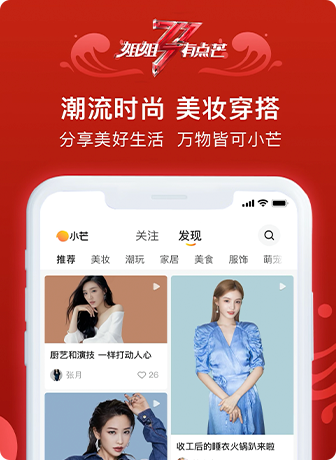 姐姐 有点芒
潮流时尚 美妆穿搭
分享美好生活 万物皆可小芒
小芒 关注 发现
推荐 美妆 潮玩 家居 美食 服饰 萌宠
厨艺和演技 一样打动人心
张月 26
收工后的睡衣火锅趴来啦